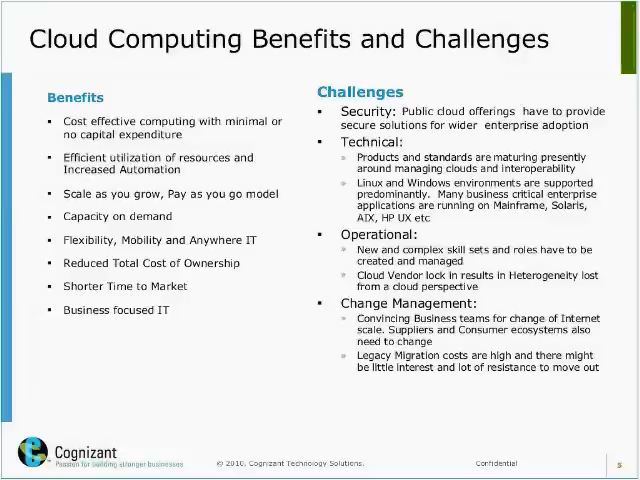 Cloud Computing Benefits and Challenges
Benefits
Cost effective computing with minimal or
no capital expenditure
Efficient utilization of resources and
Increased Automation
Scale as you grow, Pay as you go model
Capacity on demand
Flexibility, Mobility and Anywhere IT
Reduced Total Cost of Ownership
Shorter Time to Market
Business focused IT
Challenges
Security: Public cloud offerings have to provide
secure solutions for wider enterprise adoption
Technical:
Products and standards are maturing presently
around managing clouds and interoperability
Linux and Windows environments are supported
predominantly. Many business critical enterprise
applications are running on Mainframe, Solaris,
AIX, HP UX etc
Operational:
New and complex skill sets and roles have to be
created and managed
Cloud Vendor lock in results in Heterogeneity lost
from a cloud perspective
Change Management:
Convincing Business teams for change of Internet
scale. Suppliers and Consumer ecosystems also
need to change
Legacy Migration costs are high and there might
be little interest and lot of resistance to move out
Cognizant
Passion for building stronger businesses
© 2010, Cognizant Technology Solutions.
Confidential
5